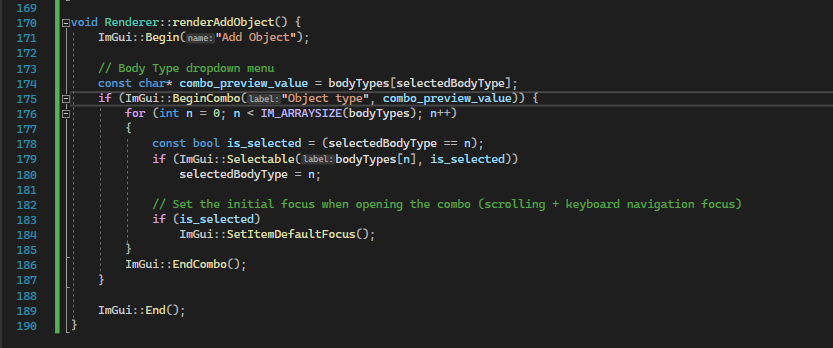 169
170 void Renderer::renderAddObject() {
171 ImGui::Begin(name: "Add Object");
172
173 // Body Type dropdown menu
174 const char* combo_preview_value = bodyTypes[selectedBodyType];
175 if (ImGui::BeginCombo(label: "Object type", combo_preview_value)) {
176 for (int n = 0; n < IM_ARRAYSIZE(bodyTypes); n++)
177 {
178 const bool is_selected = (selectedBodyType == n);
179 if (ImGui::Selectable(label: bodyTypes[n], is_selected))
180 selectedBodyType = n;
181
182 // Set the initial focus when opening the combo (scrolling + keyboard navigation focus)
183 if (is_selected)
184 ImGui::SetItemDefaultFocus();
185 }
186 ImGui::EndCombo();
187 }
188
189 ImGui::End();
190 }